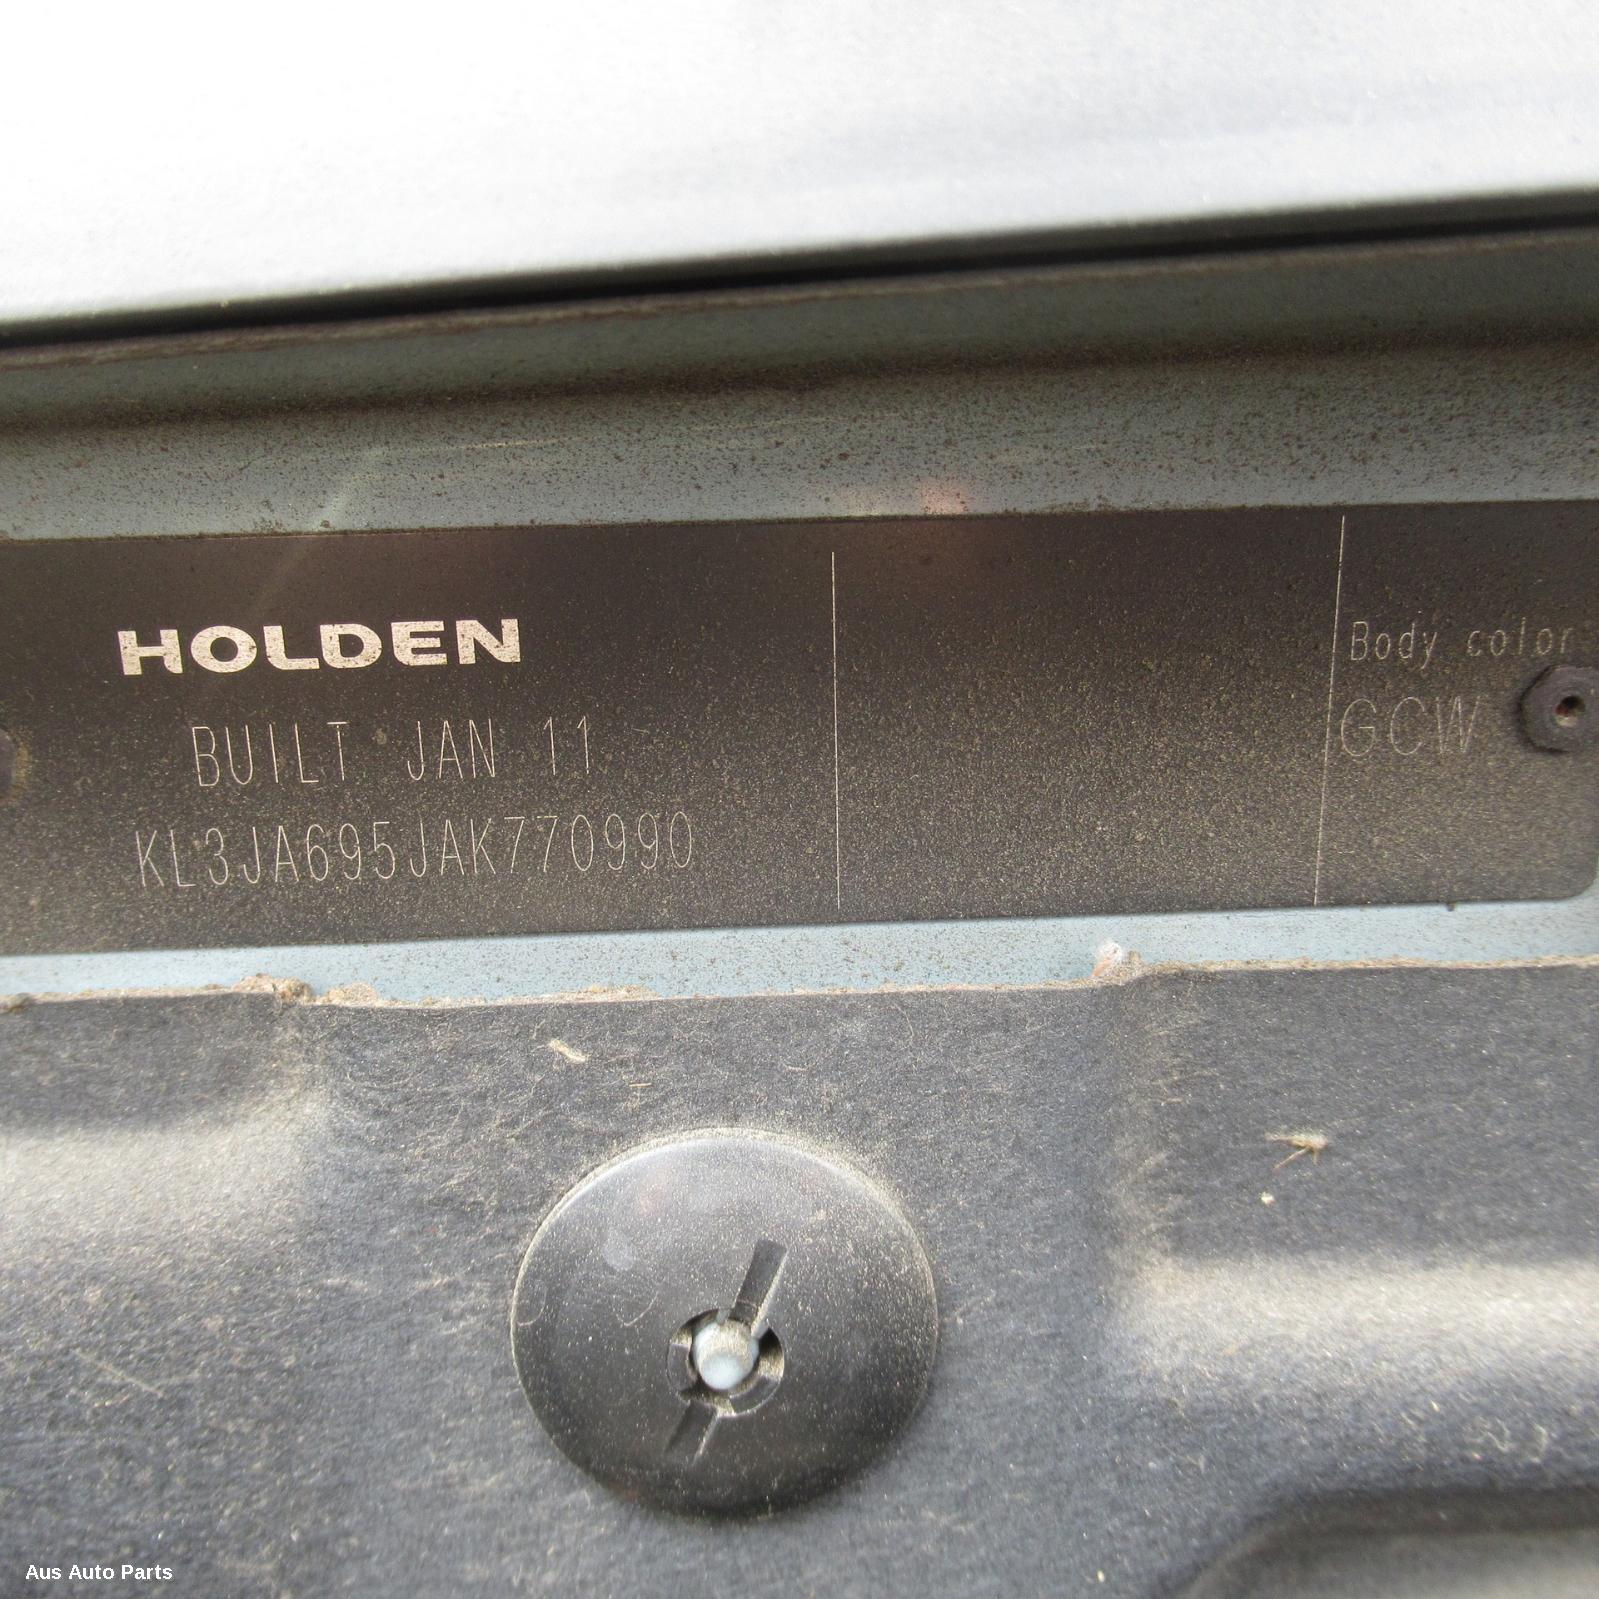 HOLDEN
BUILT JAN 11
KL3JA695JAK770990
Body color
GCW
Aus Auto Parts